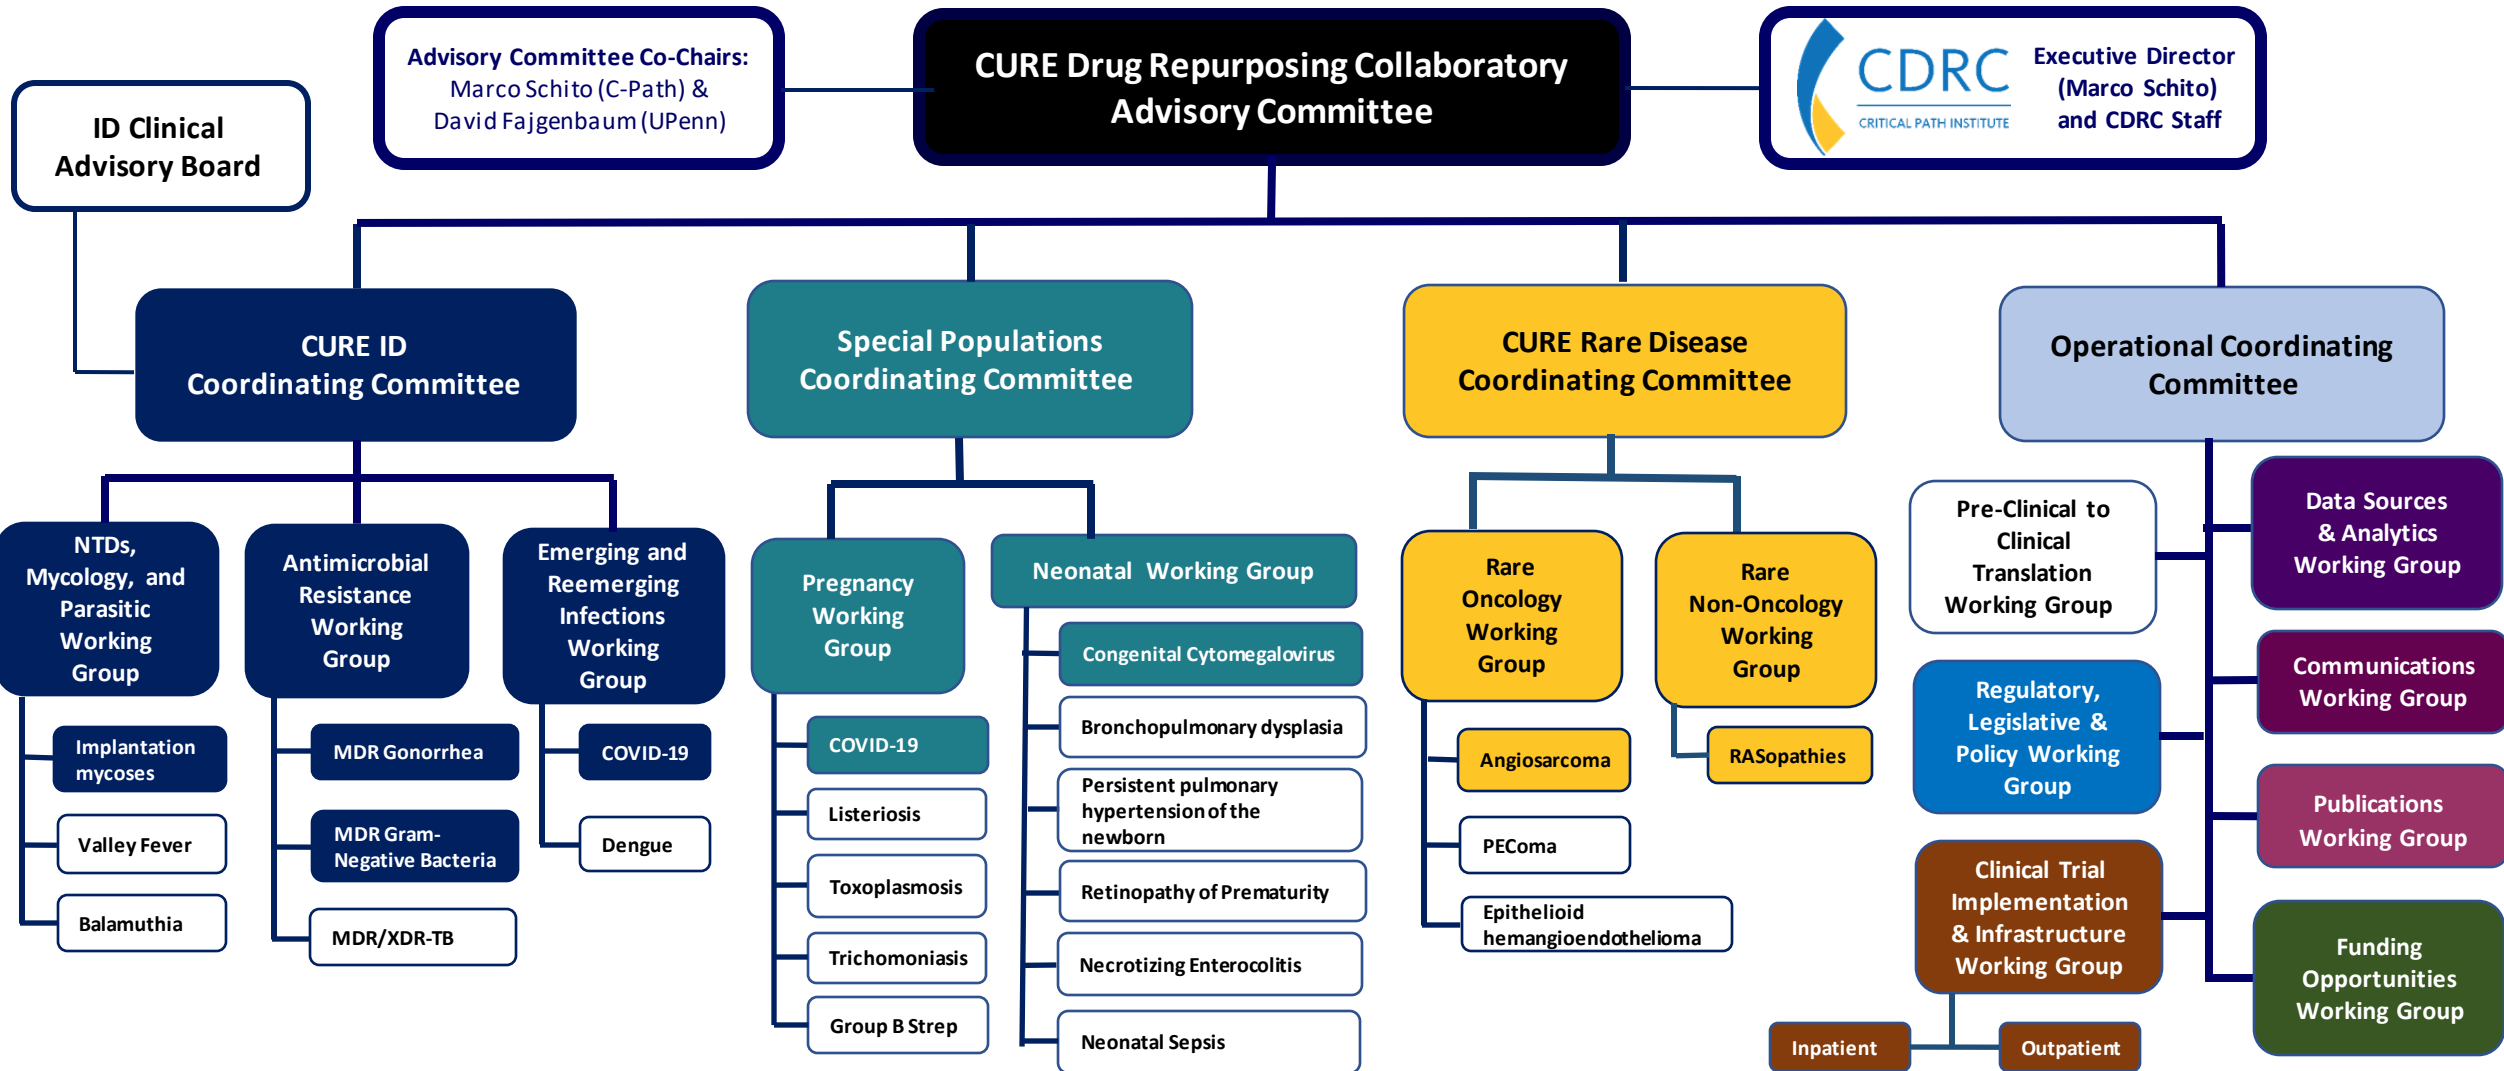 Advisory Committee Co-Chairs:
Marco Schito (C-Path) &
David Fajgenbaum (UPenn)
CURE Drug Repurposing Collaboratory
Advisory Committee
CDRC
CRITICAL PATH INSTITUTE
Executive Director
(Marco Schito)
and CDRC Staff
ID Clinical
Advisory Board
CURE ID
Coordinating Committee
Special Populations
Coordinating Committee
CURE Rare Disease
Coordinating Committee
Operational Coordinating
Committee
NTDs,
Mycology, and
Parasitic
Working
Group
Implantation
mycoses
Valley Fever
Balamuthia
Antimicrobial
Resistance
Working
Group
MDR Gonorrhea
MDR Gram-
Negative Bacteria
MDR/XDR-TB
Emerging and
Reemerging
Infections
Working
Group
COVID-19
Dengue
Pregnancy
Working
Group
COVID-19
Listeriosis
Toxoplasmosis
Trichomoniasis
Group B Strep
Neonatal Working Group
Congenital Cytomegalovirus
Bronchopulmonary dysplasia
Persistent pulmonary
hypertension of the
newborn
Retinopathy of Prematurity
Necrotizing Enterocolitis
Neonatal Sepsis
Rare
Oncology
Working
Group
Angiosarcoma
PEComa
Epithelioid
hemangioendothelioma
Rare
Non-Oncology
Working
Group
RASopathies
Pre-Clinical to
Clinical
Translation
Working Group
Regulatory,
Legislative &
Policy Working
Group
Clinical Trial
Implementation
& Infrastructure
Working Group
Inpatient
Outpatient
Data Sources
& Analytics
Working Group
Communications
Working Group
Publications
Working Group
Funding
Opportunities
Working Group